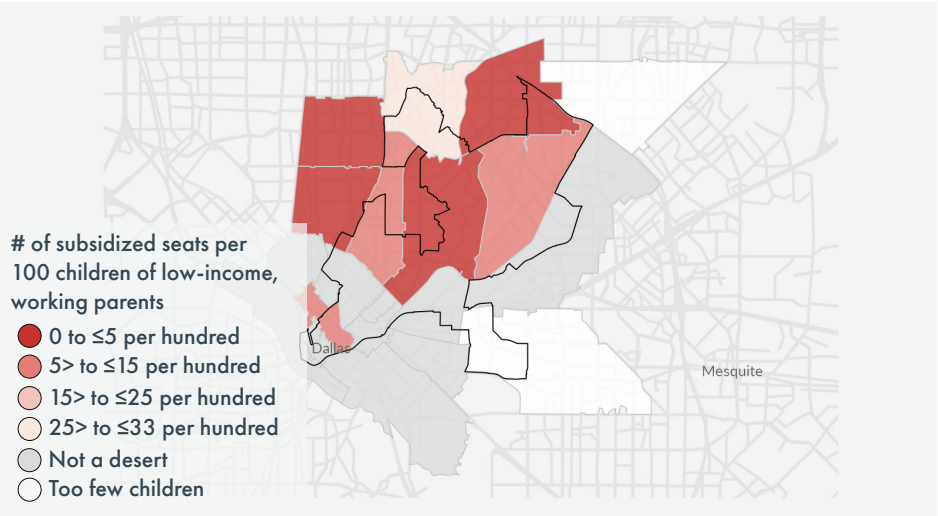 # of subsidized seats per
100 children of low-income,
working parents
0 to ≤5 per hundred
5> to ≤15 per hundred
15> to ≤25 per hundred
25> to ≤33 per hundred
Not a desert
Too few children
Dallas
Mesquite